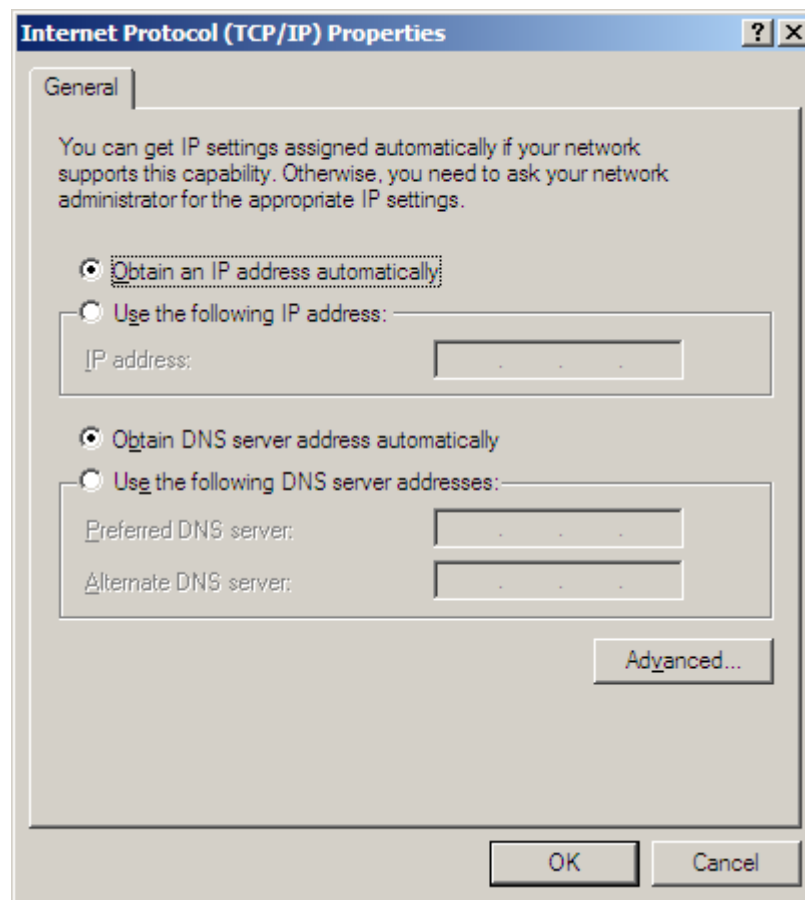 Internet Protocol (TCP/IP) Properties
General
You can get IP settings assigned automatically if your network
supports this capability. Otherwise, you need to ask your network
administrator for the appropriate IP settings.
Obtain an IP address automatically
Use the following IP address:
IP address:
Obtain DNS server address automatically
Use the following DNS server addresses:
Preferred DNS server:
Alternate DNS server:
Advanced...
OK Cancel